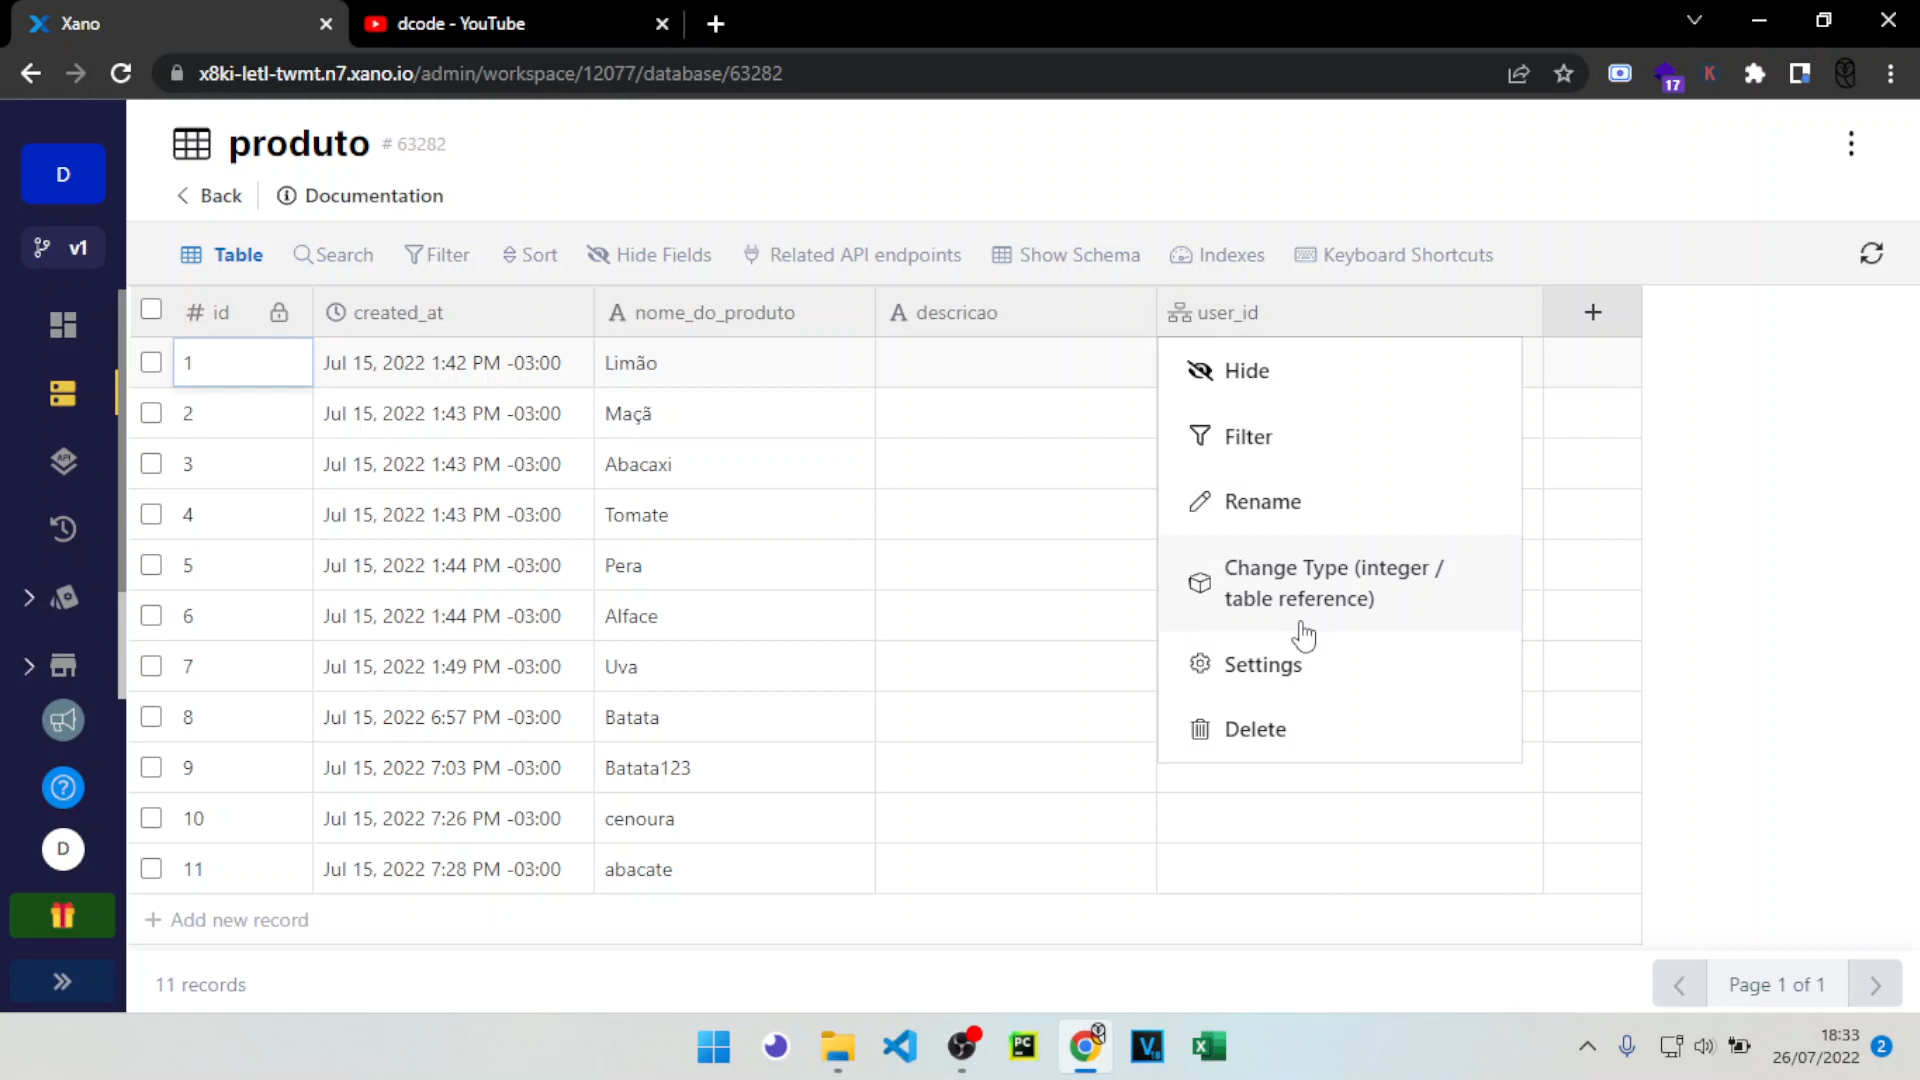 Xano
dcode - YouTube
x8ki-letl-twmt.n7.xano.io/admin/workspace/12077/database/63282
17
K
D
produto # 63282
Back
Documentation
v1
Table
Search
Filter
Sort
Hide Fields
Related API endpoints
Show Schema
Indexes
Keyboard Shortcuts
# id
created_at
A nome_do_produto
A descricao
user_id
+
1 Jul 15, 2022 1:42 PM -03:00 Limão
2 Jul 15, 2022 1:43 PM -03:00 Maçã
3 Jul 15, 2022 1:43 PM -03:00 Abacaxi
4 Jul 15, 2022 1:43 PM -03:00 Tomate
5 Jul 15, 2022 1:44 PM -03:00 Pera
6 Jul 15, 2022 1:44 PM -03:00 Alface
7 Jul 15, 2022 1:49 PM -03:00 Uva
8 Jul 15, 2022 6:57 PM -03:00 Batata
9 Jul 15, 2022 7:03 PM -03:00 Batata123
10 Jul 15, 2022 7:26 PM -03:00 cenoura
11 Jul 15, 2022 7:28 PM -03:00 abacate
Hide
Filter
Rename
Change Type (integer /
table reference)
Settings
Delete
API
?
D
+ Add new record
11 records
Page 1 of 1
PC
V
18
X
18:33
26/07/2022
2